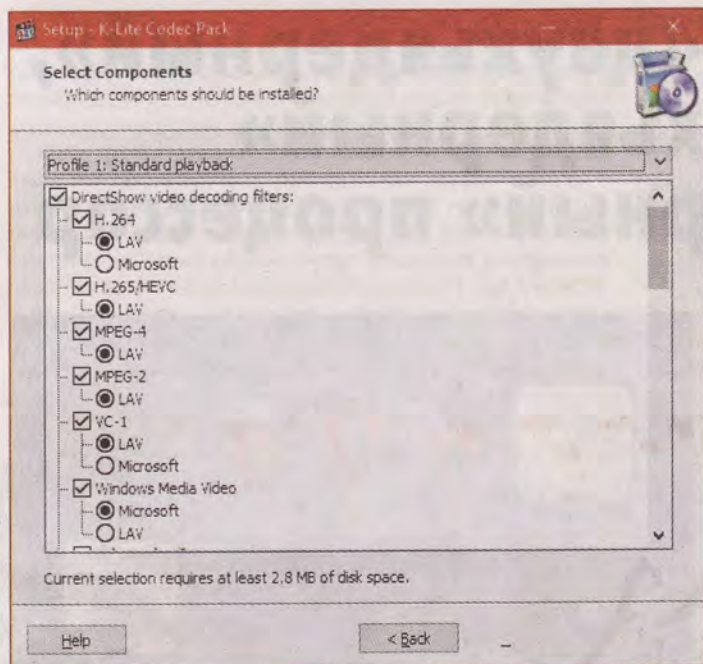 Setup - K-Lite Codec Pack
Select Components
Which components should be installed?
Profile 1: Standard playback
DirectShow video decoding filters:
H.264
LAV
Microsoft
H.265/HEVC
LAV
MPEG-4
LAV
MPEG-2
LAV
VC-1
LAV
Microsoft
Windows Media Video
Microsoft
LAV
Current selection requires at least 2.8 MB of disk space.
Help
< Back